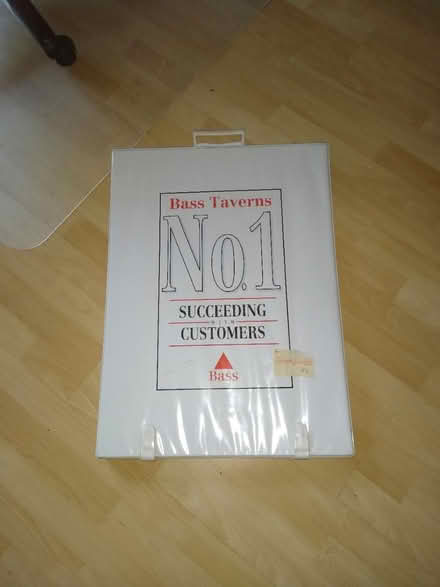 Bass Taverns
No.1
SUCCEEDING
WITH
CUSTOMERS
Bass